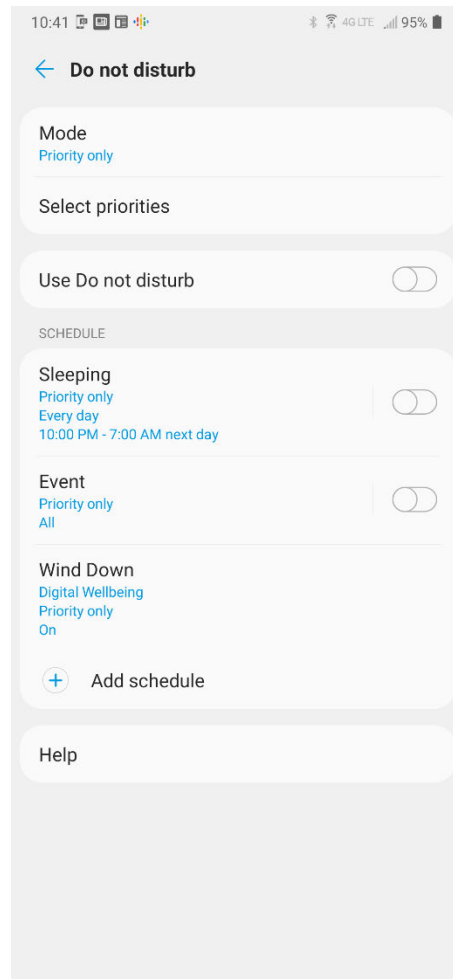 10:41 4G LTE 95%
Do not disturb
Mode
Priority only
Select priorities
Use Do not disturb
SCHEDULE
Sleeping
Priority only
Every day
10:00 PM - 7:00 AM next day
Event
Priority only
All
Wind Down
Digital Wellbeing
Priority only
On
Add schedule
Help